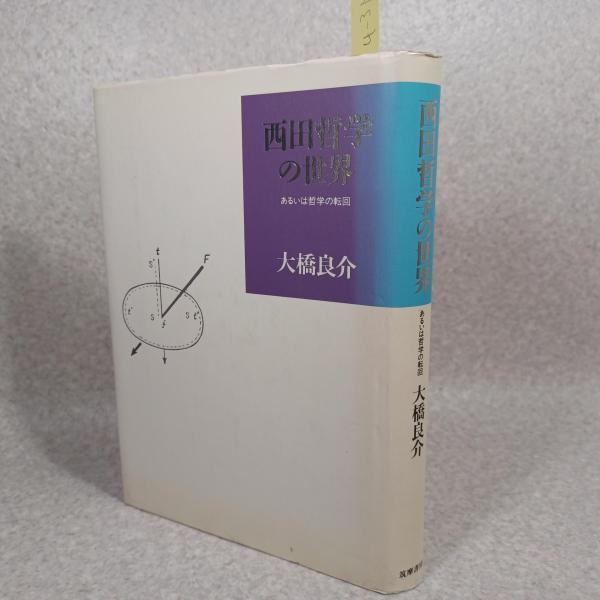 4-31
西田哲学
の世界
あるいは哲学の転回
大橋良介
t
s'
F
t'
s
f
s'
西田哲学の世界
あるいは哲学の転回
大橋良介
筑摩書房